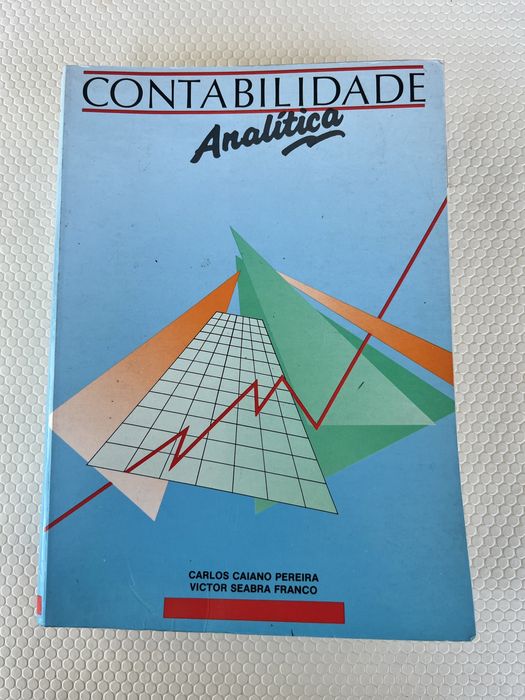 CONTABILIDADE
Analítica
CARLOS CAIANO PEREIRA
VICTOR SEABRA FRANCO